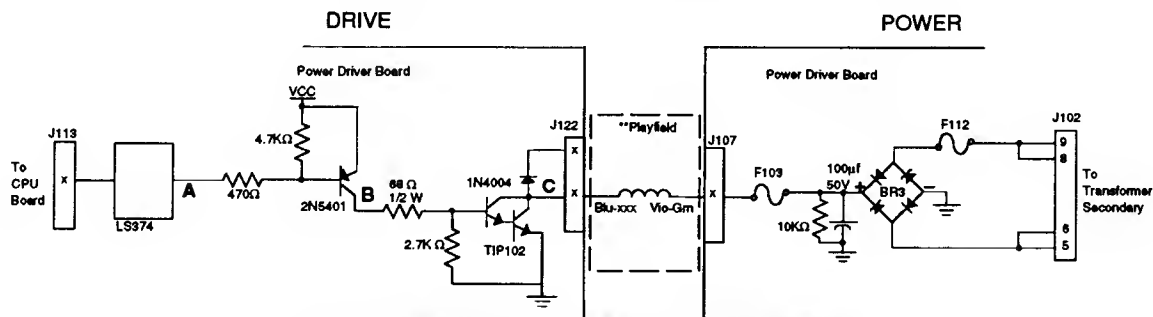 DRIVE
POWER
Power Driver Board
Power Driver Board
VCC
J113
To
CPU
Board
x
LS374
A
470Ω
4.7KΩ
2N5401
B
68 Ω
1/2 W
2.7K Ω
1N4004
TIP102
C
J122
x
x
**Playfield
Blu-xxx
Vio-Grn
J107
x
F103
100µf
50V
+
10KΩ
BR3
-
F112
J102
9
8
6
5
To
Transformer
Secondary